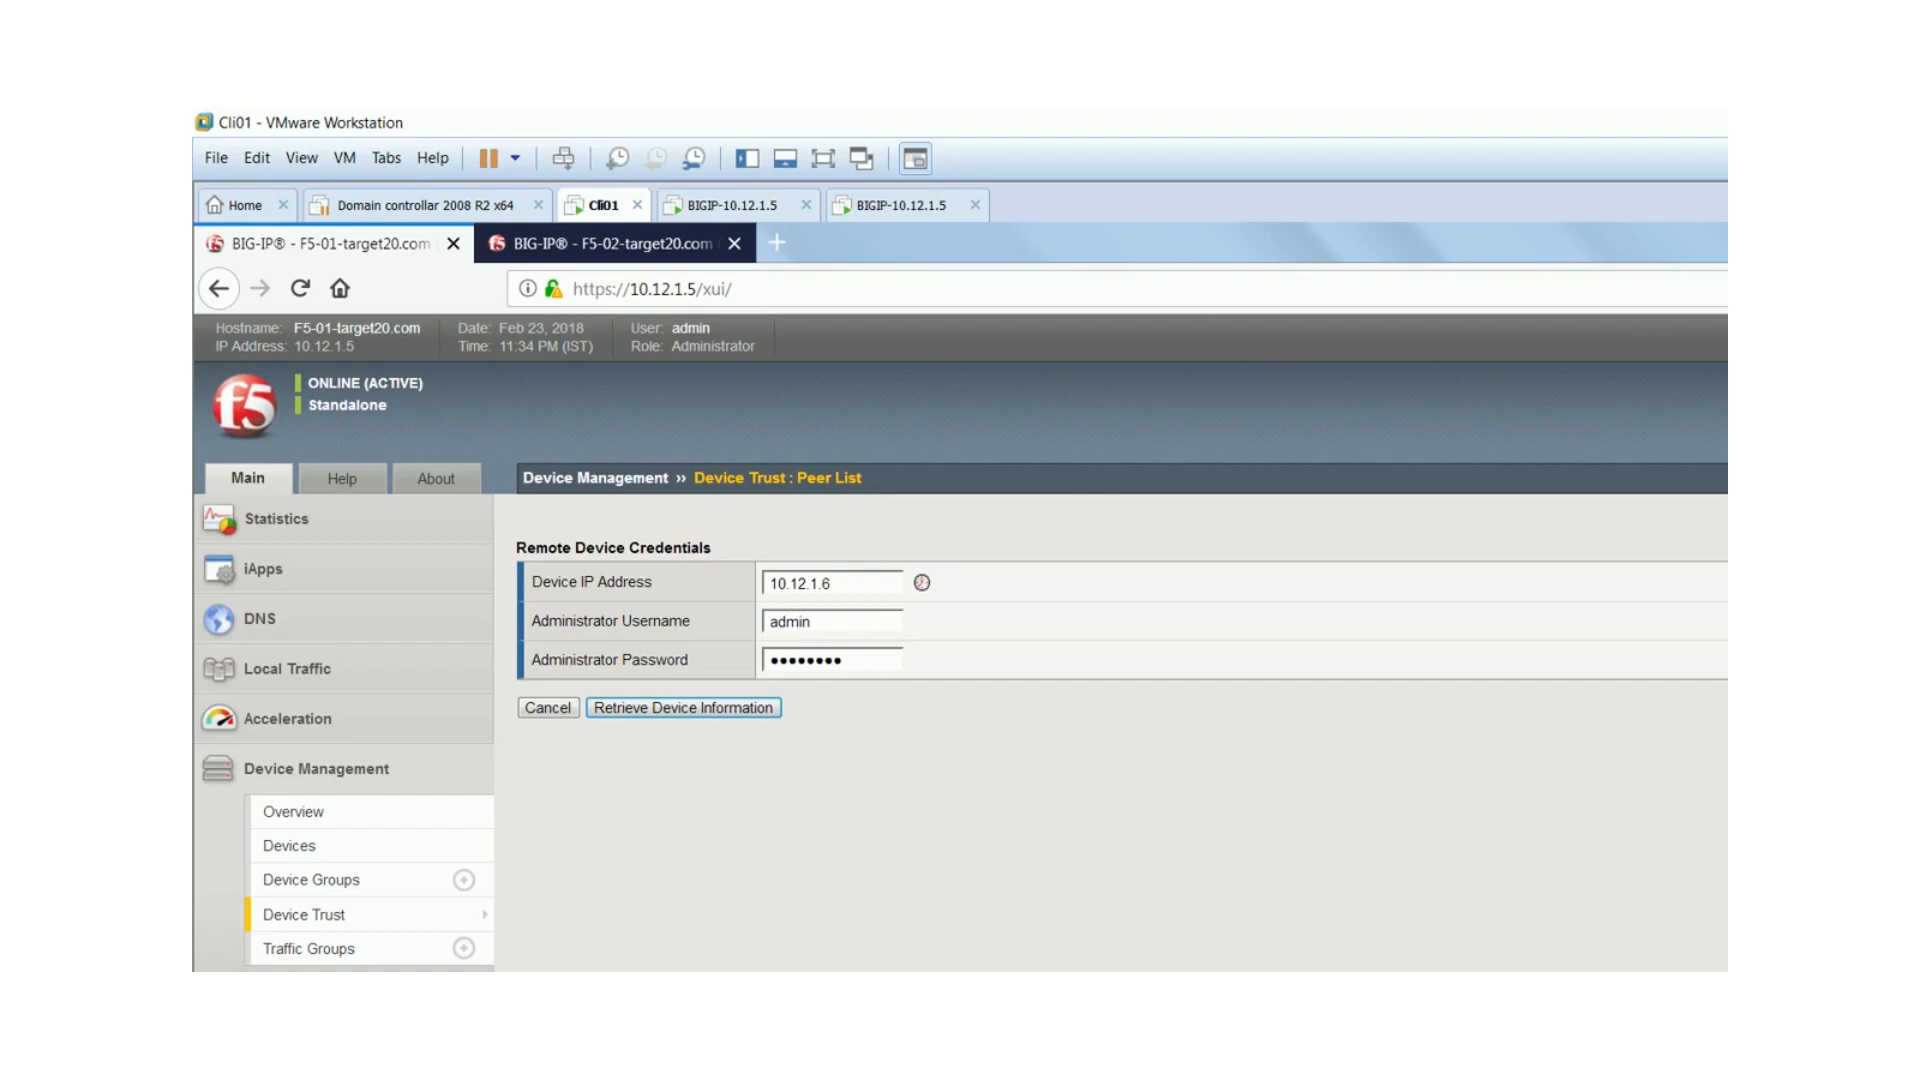 Cli01 - VMware Workstation
File Edit View VM Tabs Help
Home Domain controllar 2008 R2 x64 Cli01 BIGIP-10.12.1.5 BIGIP-10.12.1.5
BIG-IP® - F5-01-target20.com BIG-IP® - F5-02-target20.com
https://10.12.1.5/xui/
Hostname: F5-01-target20.com Date: Feb 23, 2018 User: admin
IP Address: 10.12.1.5 Time: 11:34 PM (IST) Role: Administrator
f5
ONLINE (ACTIVE)
Standalone
Main Help About
Device Management ›› Device Trust : Peer List
Statistics
iApps
DNS
Local Traffic
Acceleration
Device Management
Overview
Devices
Device Groups
Device Trust
Traffic Groups
Remote Device Credentials
Device IP Address 10.12.1.6
Administrator Username admin
Administrator Password ●●●●●●●●
Cancel Retrieve Device Information